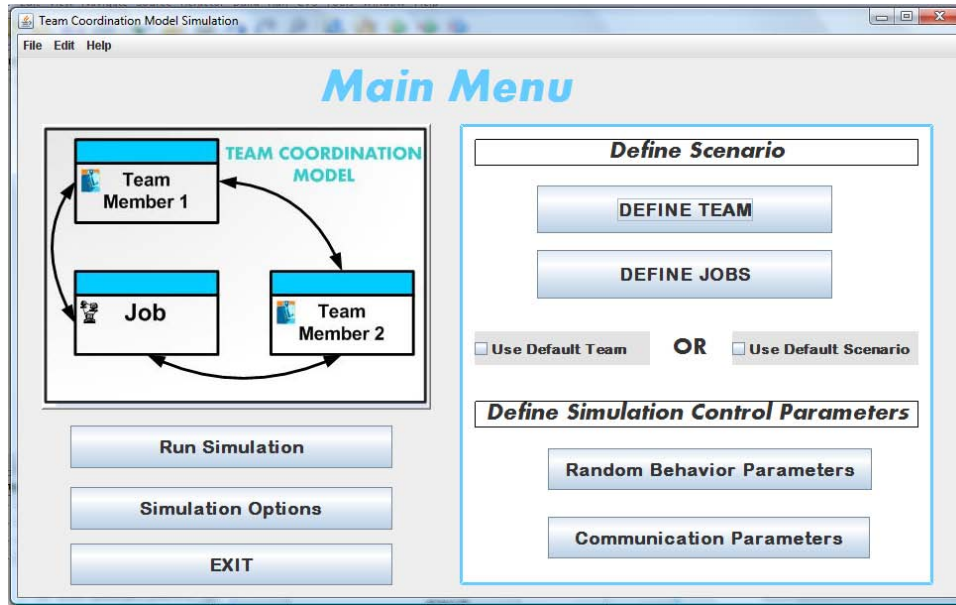 Team Coordination Model Simulation
File Edit Help
Main Menu
TEAM COORDINATION
MODEL
Team
Member 1
Job
Team
Member 2
Run Simulation
Simulation Options
EXIT
Define Scenario
DEFINE TEAM
DEFINE JOBS
Use Default Team OR Use Default Scenario
Define Simulation Control Parameters
Random Behavior Parameters
Communication Parameters